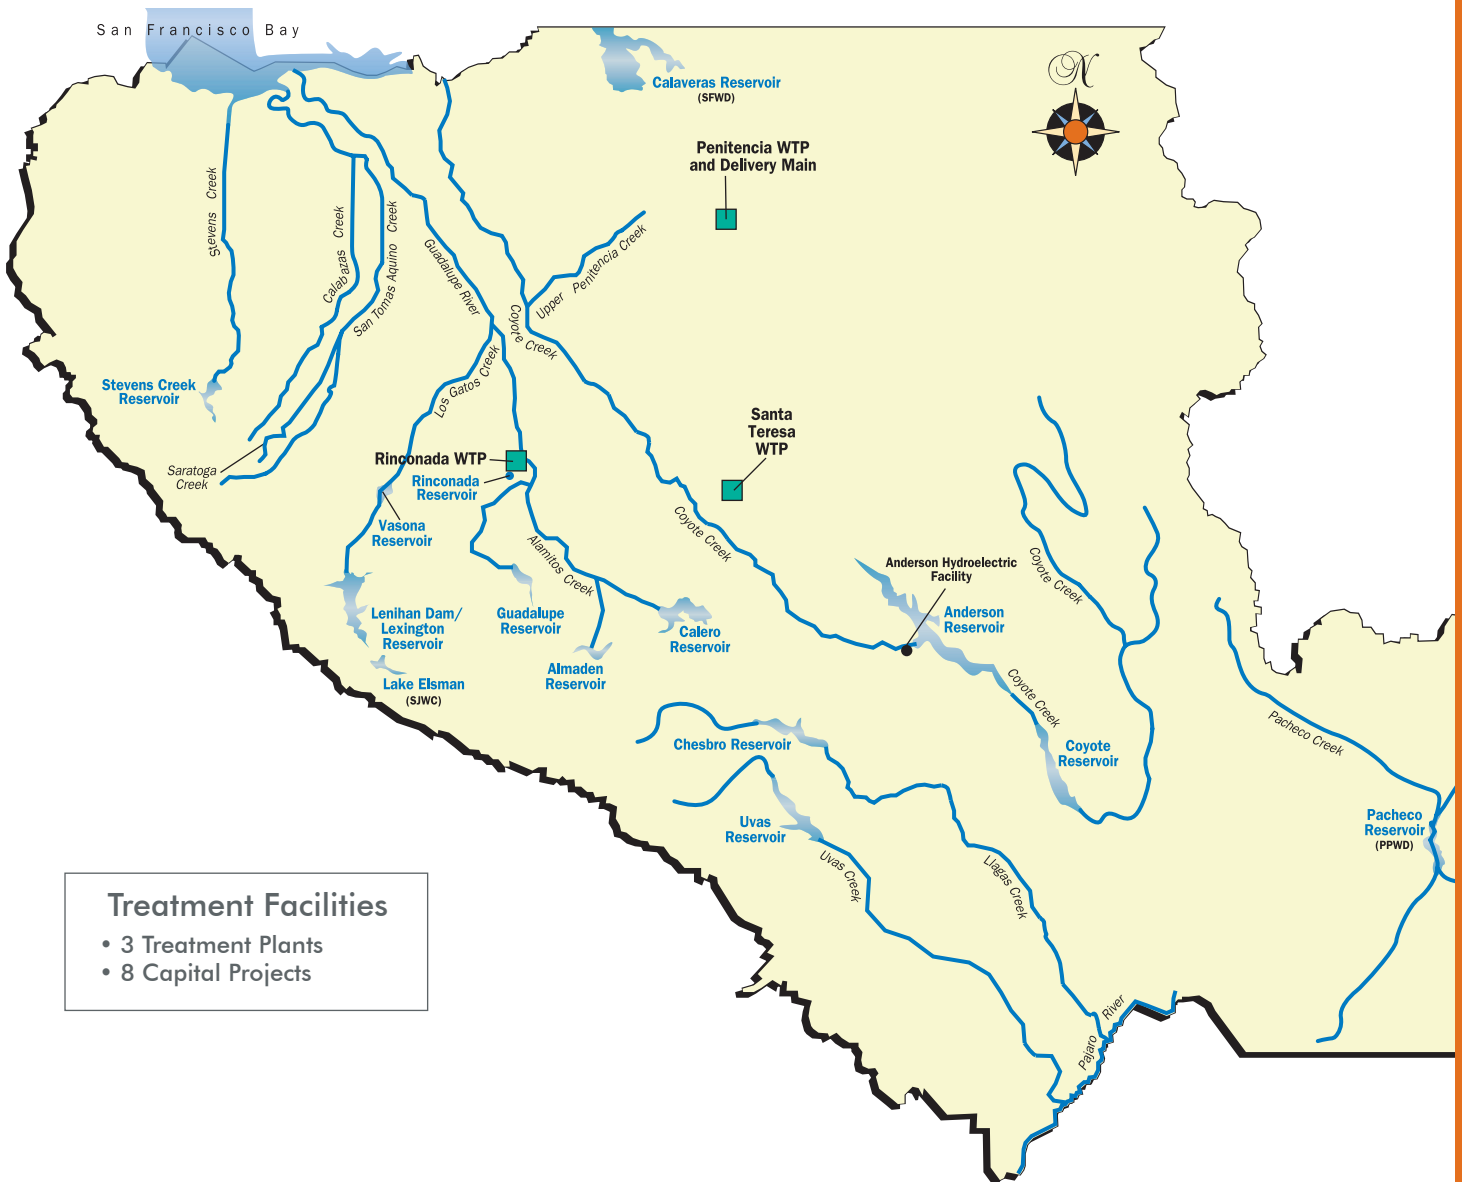 San Francisco Bay
N
Calaveras Reservoir
(SFWD)
Penitencia WTP
and Delivery Main
Stevens Creek
Calabazas Creek
San Tomas Aquino Creek
Guadalupe River
Upper Penitencia Creek
Coyote Creek
Los Gatos Creek
Stevens Creek
Reservoir
Saratoga
Creek
Rinconada WTP
Rinconada
Reservoir
Santa
Teresa
WTP
Vasona
Reservoir
Coyote Creek
Alamitos Creek
Coyote Creek
Anderson Hydroelectric
Facility
Anderson
Reservoir
Lenihan Dam/
Lexington
Reservoir
Guadalupe
Reservoir
Calero
Reservoir
Almaden
Reservoir
Lake Elsman
(SJWC)
Coyote Creek
Pacheco Creek
Chesbro Reservoir
Coyote
Reservoir
Uvas
Reservoir
Pacheco
Reservoir
(PPWD)
Uvas Creek
Llagas Creek
Pajaro River
Treatment Facilities
• 3 Treatment Plants
• 8 Capital Projects